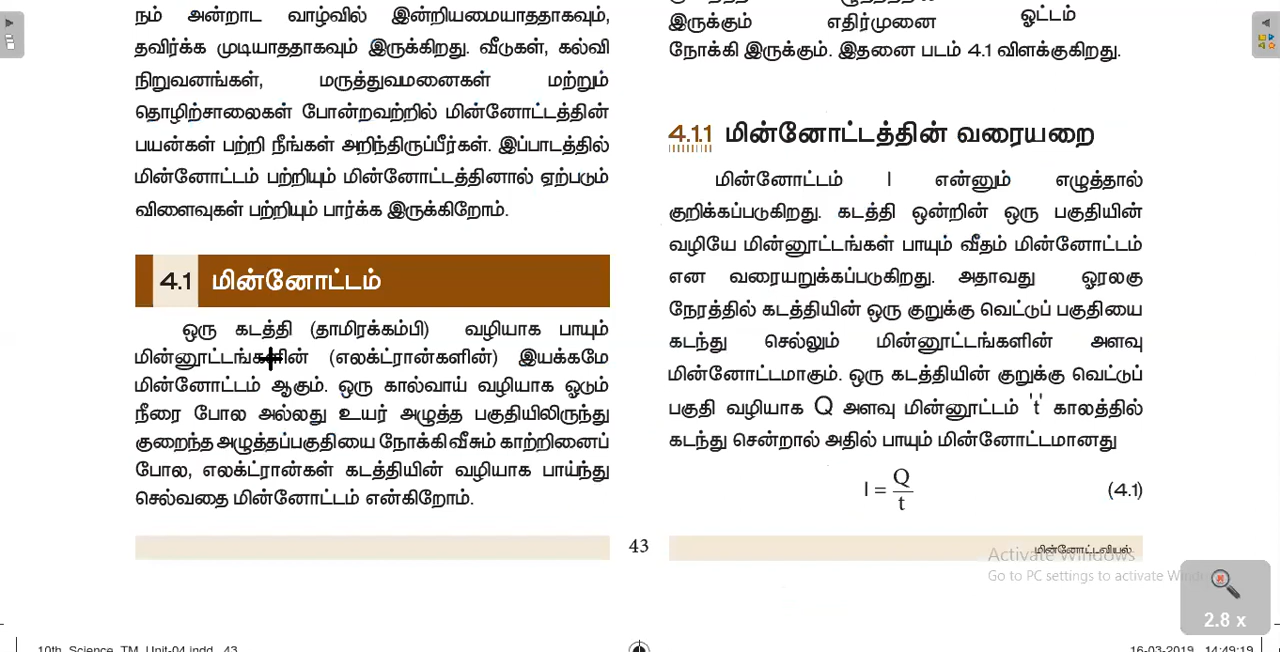 நம் அன்றாட வாழ்வில் இன்றியமையாததாகவும்,
தவிர்க்க முடியாததாகவும் இருக்கிறது. வீடுகள், கல்வி
நிறுவனங்கள், மருத்துவமனைகள் மற்றும்
தொழிற்சாலைகள் போன்றவற்றில் மின்னோட்டத்தின்
பயன்கள் பற்றி நீங்கள் அறிந்திருப்பீர்கள். இப்பாடத்தில்
மின்னோட்டம் பற்றியும் மின்னோட்டத்தினால் ஏற்படும்
விளைவுகள் பற்றியும் பார்க்க இருக்கிறோம்.
4.1 மின்னோட்டம்
ஒரு கடத்தி (தாமிரக்கம்பி) வழியாக பாயும்
மின்னூட்டங்களின் (எலக்ட்ரான்களின்) இயக்கமே
மின்னோட்டம் ஆகும். ஒரு கால்வாய் வழியாக ஓடும்
நீரை போல அல்லது உயர் அழுத்த பகுதியிலிருந்து
குறைந்த அழுத்தப்பகுதியை நோக்கி வீசும் காற்றினைப்
போல, எலக்ட்ரான்கள் கடத்தியின் வழியாக பாய்ந்து
செல்வதை மின்னோட்டம் என்கிறோம்.
இருக்கும் எதிர்முனை ஓட்டம்
நோக்கி இருக்கும். இதனை படம் 4.1 விளக்குகிறது.
4.1.1 மின்னோட்டத்தின் வரையறை
மின்னோட்டம் I என்னும் எழுத்தால்
குறிக்கப்படுகிறது. கடத்தி ஒன்றின் ஒரு பகுதியின்
வழியே மின்னூட்டங்கள் பாயும் வீதம் மின்னோட்டம்
என வரையறுக்கப்படுகிறது. அதாவது ஓரலகு
நேரத்தில் கடத்தியின் ஒரு குறுக்கு வெட்டுப் பகுதியை
கடந்து செல்லும் மின்னூட்டங்களின் அளவு
மின்னோட்டமாகும். ஒரு கடத்தியின் குறுக்கு வெட்டுப்
பகுதி வழியாக Q அளவு மின்னூட்டம் 't' காலத்தில்
கடந்து சென்றால் அதில் பாயும் மின்னோட்டமானது
I = Q/t (4.1)
43
மின்னோட்டவியல்
Activate Windows
Go to PC settings to activate Windows
2.8 x
10th_Science_TM_Unit-04.indd 43
16-03-2019 14:49:19